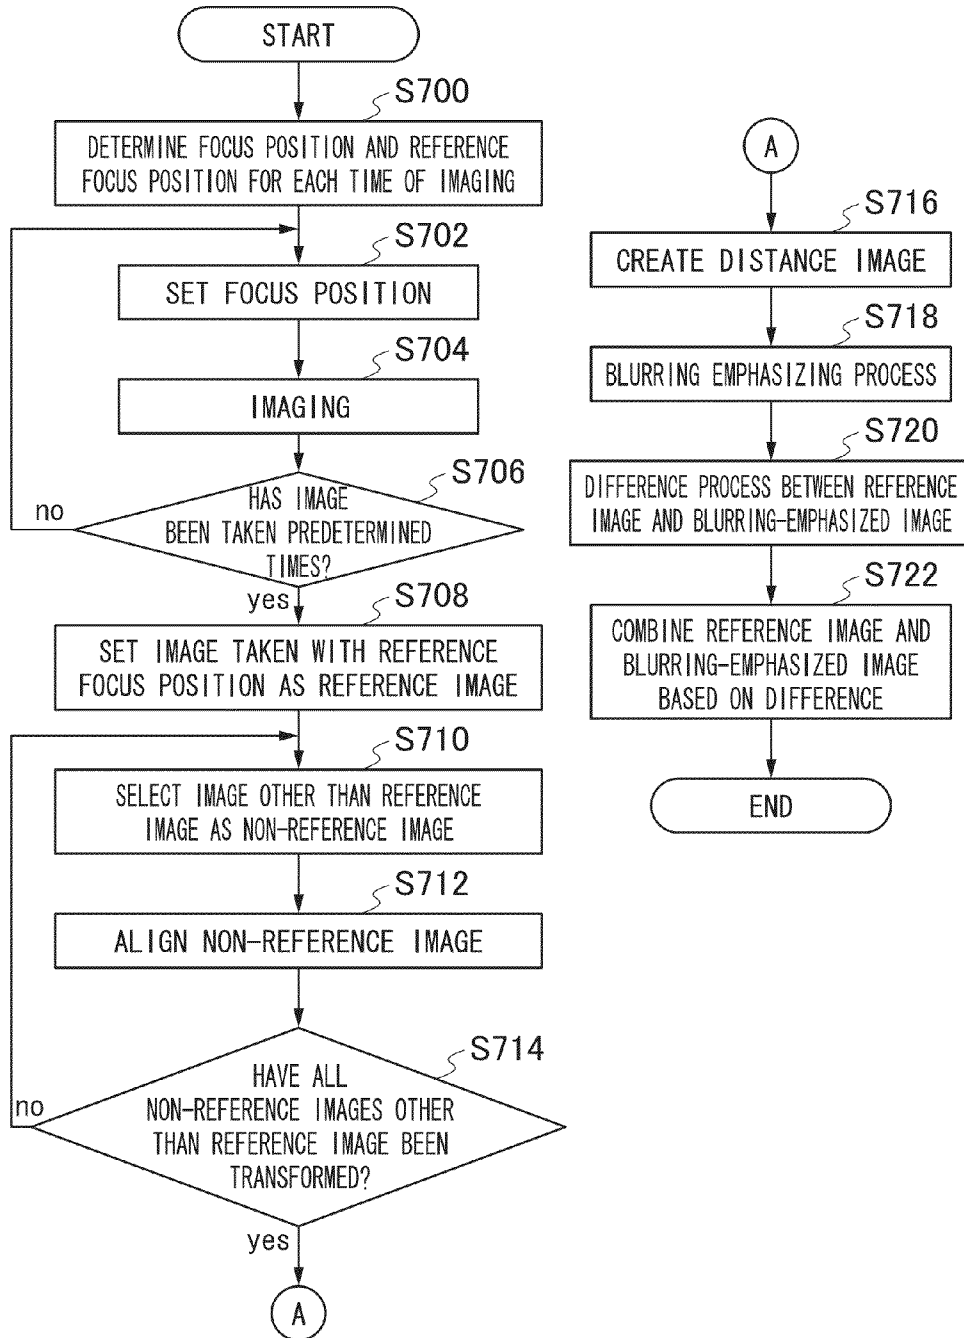 START
S700
DETERMINE FOCUS POSITION AND REFERENCE
FOCUS POSITION FOR EACH TIME OF IMAGING
S702
SET FOCUS POSITION
S704
IMAGING
S706
HAS IMAGE
BEEN TAKEN PREDETERMINED
TIMES?
no
yes
S708
SET IMAGE TAKEN WITH REFERENCE
FOCUS POSITION AS REFERENCE IMAGE
S710
SELECT IMAGE OTHER THAN REFERENCE
IMAGE AS NON-REFERENCE IMAGE
S712
ALIGN NON-REFERENCE IMAGE
S714
HAVE ALL
NON-REFERENCE IMAGES OTHER
THAN REFERENCE IMAGE BEEN
TRANSFORMED?
no
yes
A
A
S716
CREATE DISTANCE IMAGE
S718
BLURRING EMPHASIZING PROCESS
S720
DIFFERENCE PROCESS BETWEEN REFERENCE
IMAGE AND BLURRING-EMPHASIZED IMAGE
S722
COMBINE REFERENCE IMAGE AND
BLURRING-EMPHASIZED IMAGE
BASED ON DIFFERENCE
END